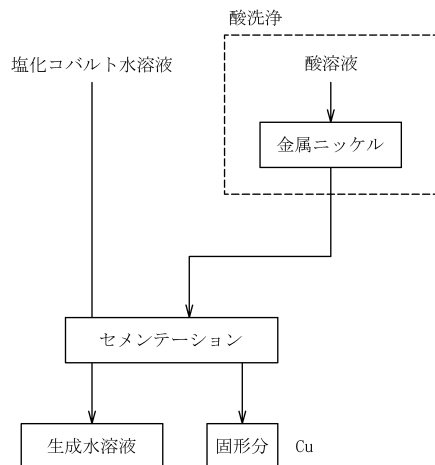 酸洗浄
塩化コバルト水溶液
酸溶液
金属ニッケル
セメンテーション
生成水溶液
固形分
Cu